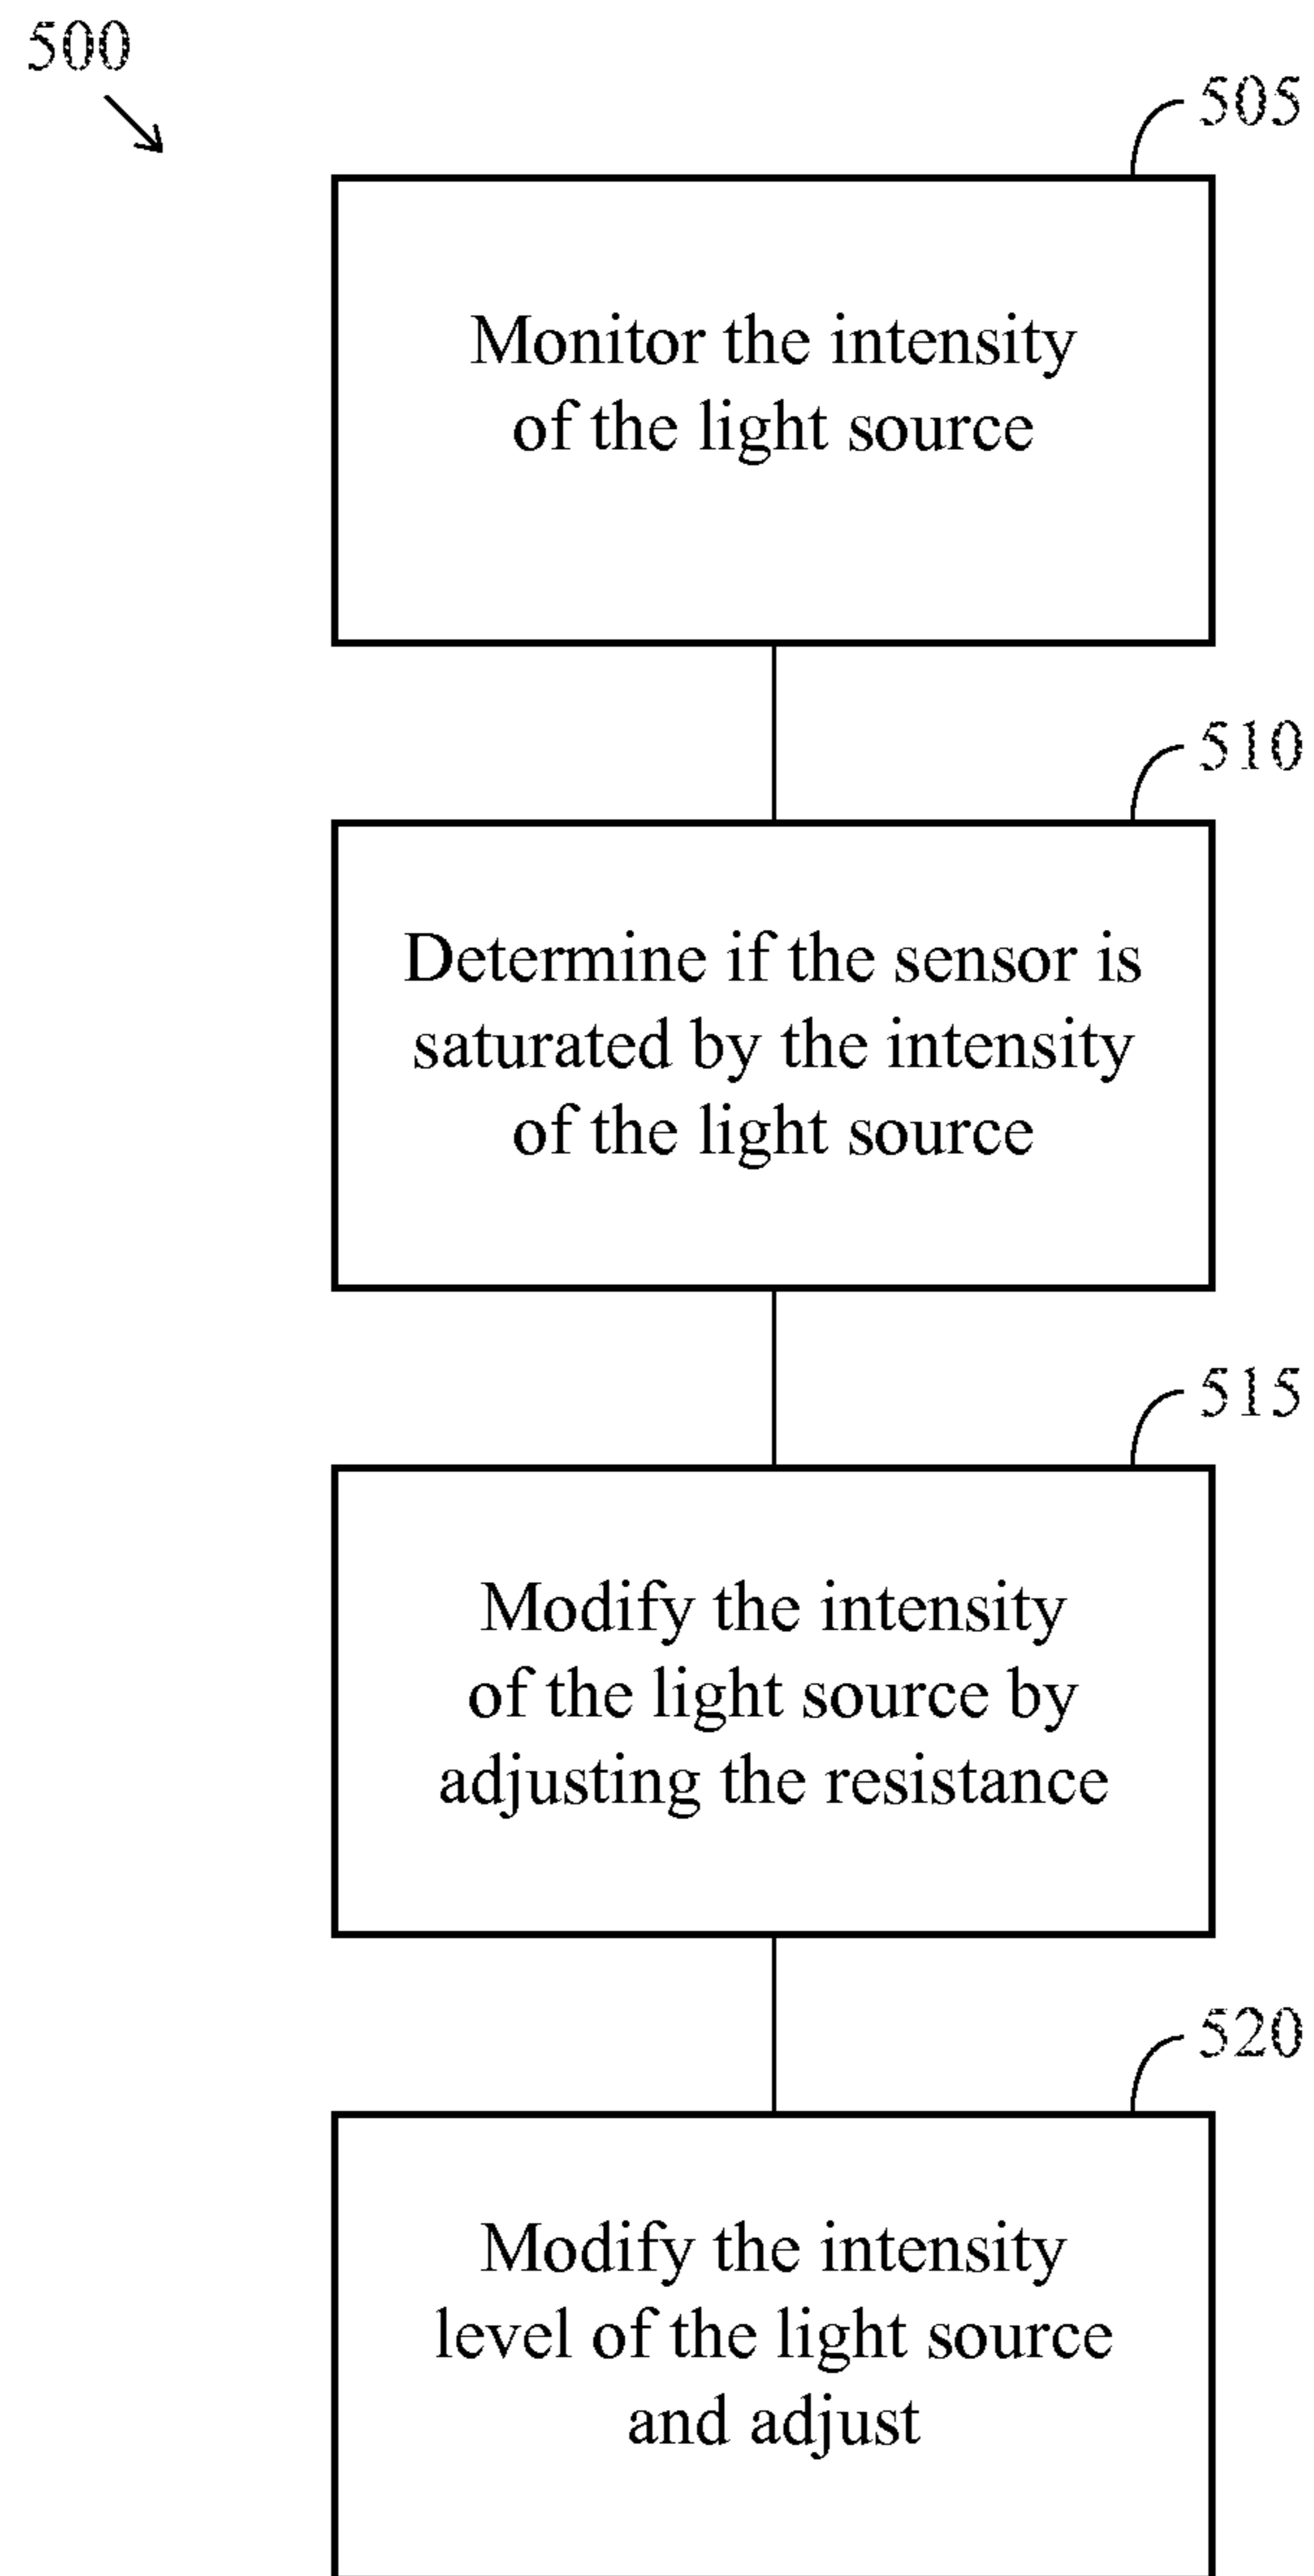 500
505
Monitor the intensity
of the light source
510
Determine if the sensor is
saturated by the intensity
of the light source
515
Modify the intensity
of the light source by
adjusting the resistance
520
Modify the intensity
level of the light source
and adjust